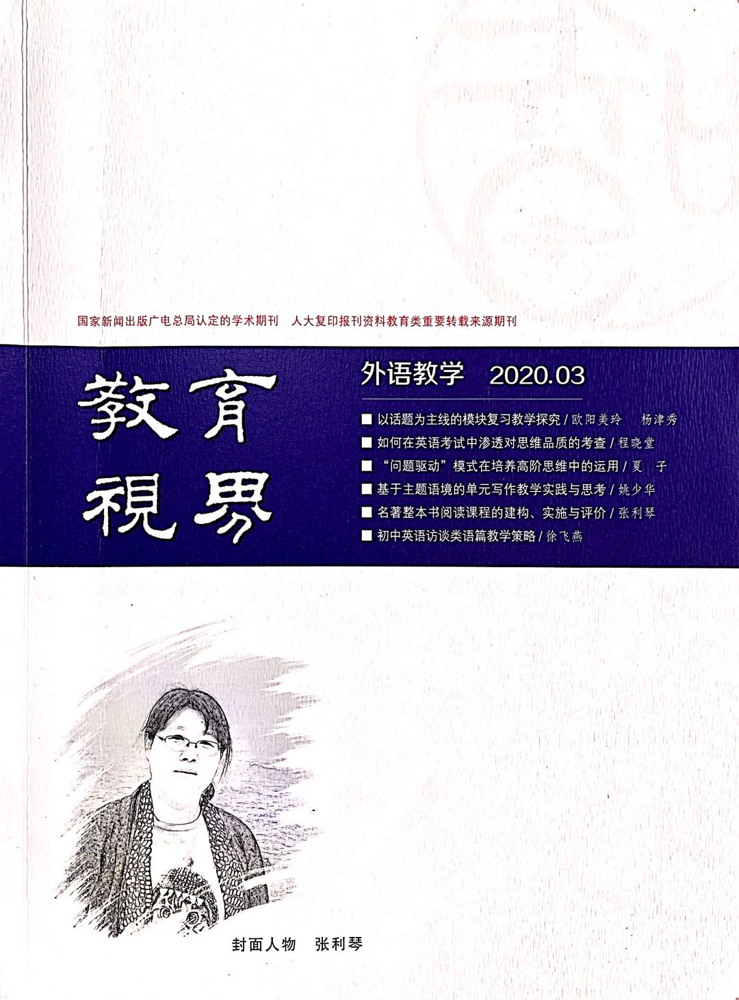 国家新闻出版广电总局认定的学术期刊　人大复印报刊资料教育类重要转载来源期刊
教育
視界
外语教学　2020.03
■ 以话题为主线的模块复习教学探究 / 欧阳美玲　杨津秀
■ 如何在英语考试中渗透对思维品质的考查 / 程晓堂
■ “问题驱动”模式在培养高阶思维中的运用 / 夏　子
■ 基于主题语境的单元写作教学实践与思考 / 姚少华
■ 名著整本书阅读课程的建构、实施与评价 / 张利琴
■ 初中英语访谈类语篇教学策略 / 徐飞燕
封面人物　张利琴